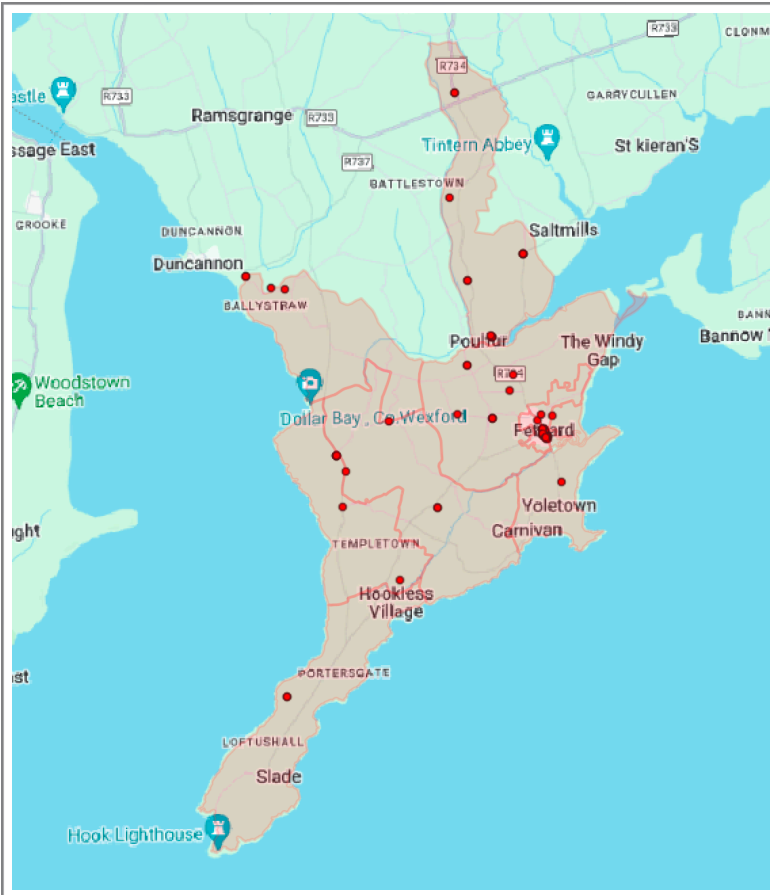 R733
CLONM
R734
astle
R733
GARRYCULLEN
Ramsgrange
R733
Tintern Abbey
St kieran'S
ssage East
R737
BATTLESTOWN
CROOKE
DUNCANNON
Saltmills
Duncannon
BALLYSTRAW
BANN
Poulfur
The Windy
Gap
Bannow
Woodstown
Beach
Dollar Bay , Co.Wexford
Yoletown
ght
Carnivan
TEMPLETOWN
Hookless
Village
st
PORTERSGATE
LOFTUSHALL
Slade
Hook Lighthouse